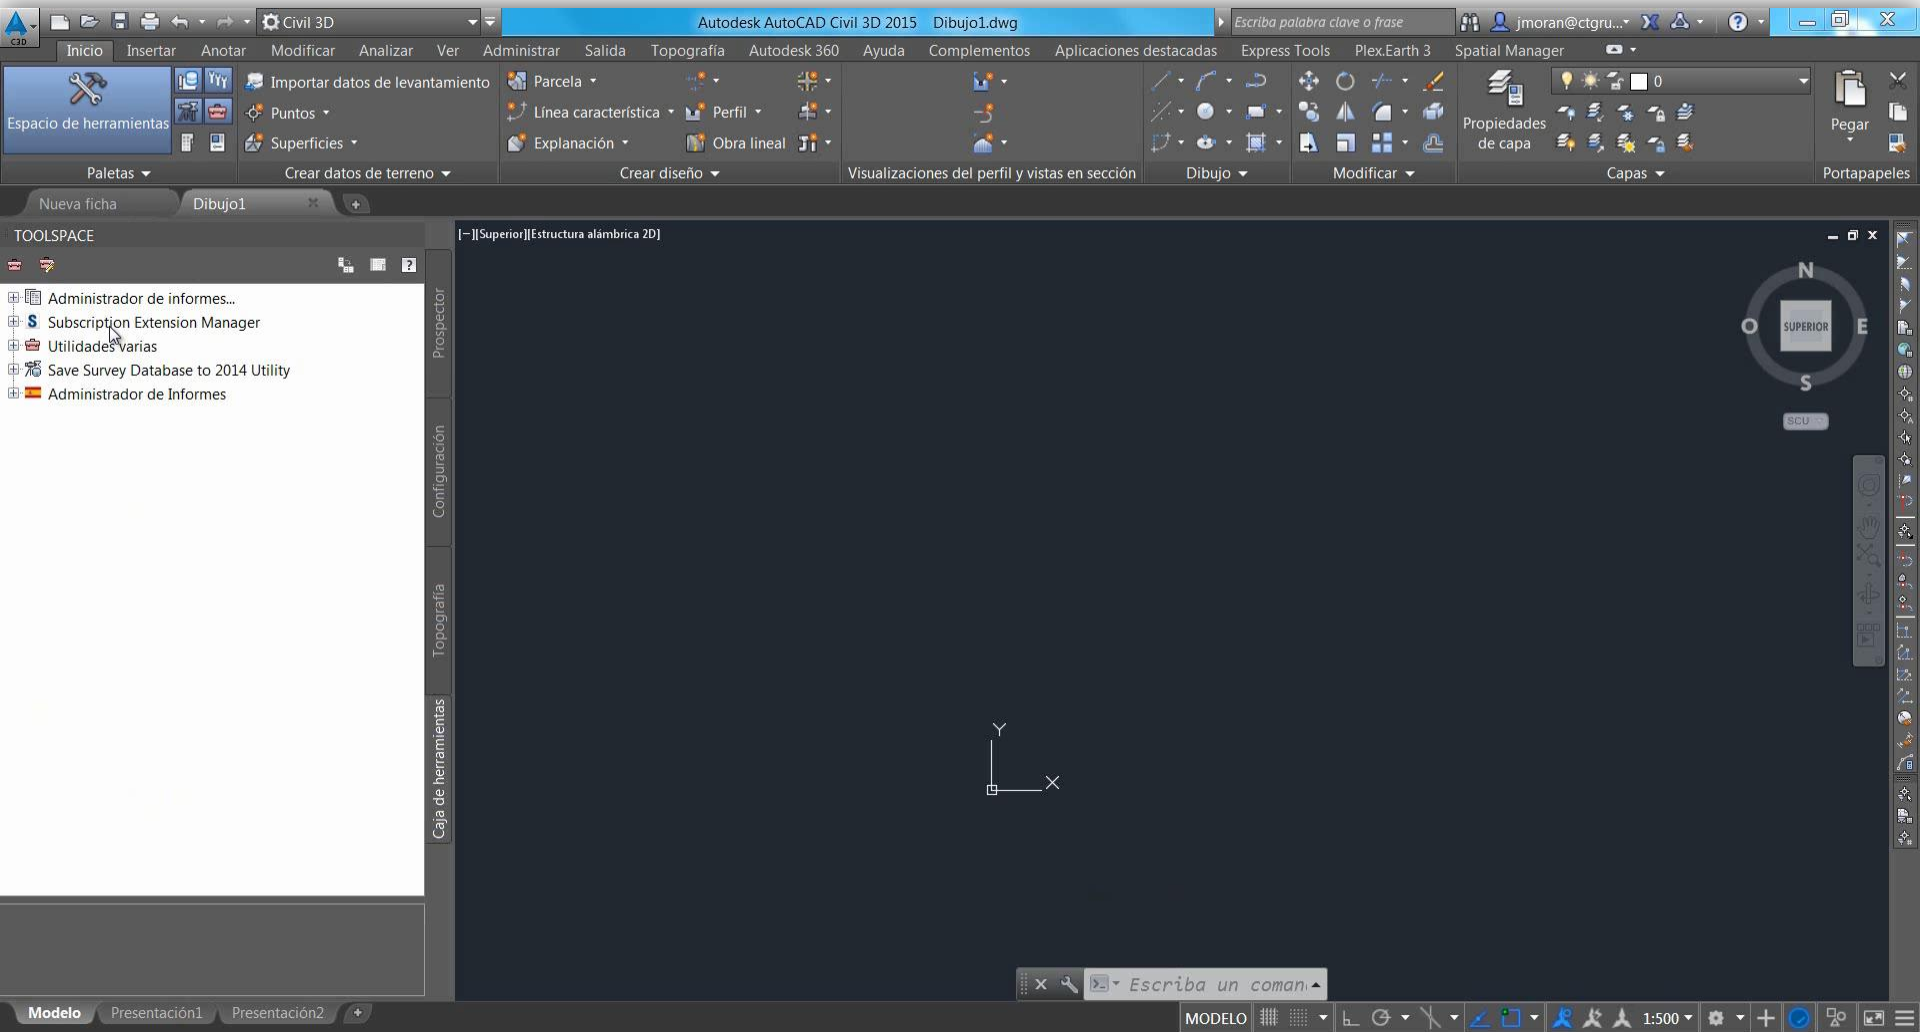 C3D
Civil 3D
Autodesk AutoCAD Civil 3D 2015 Dibujo1.dwg
Escriba palabra clave o frase
jmoran@ctgru...
Inicio Insertar Anotar Modificar Analizar Ver Administrar Salida Topografía Autodesk 360 Ayuda Complementos Aplicaciones destacadas Express Tools Plex.Earth 3 Spatial Manager
Espacio de herramientas
Paletas
Importar datos de levantamiento
Puntos
Superficies
Crear datos de terreno
Parcela
Línea característica
Perfil
Explanación
Obra lineal
Crear diseño
Visualizaciones del perfil y vistas en sección
Dibujo
Modificar
Propiedades
de capa
0
Capas
Pegar
Portapapeles
Nueva ficha
Dibujo1
TOOLSPACE
[−][Superior][Estructura alámbrica 2D]
Administrador de informes...
Subscription Extension Manager
Utilidades varias
Save Survey Database to 2014 Utility
Administrador de Informes
Prospector
Configuración
Topografía
Caja de herramientas
N
O
SUPERIOR
E
S
SCU
Y
X
Escriba un coman
Modelo
Presentación1
Presentación2
MODELO
1:500